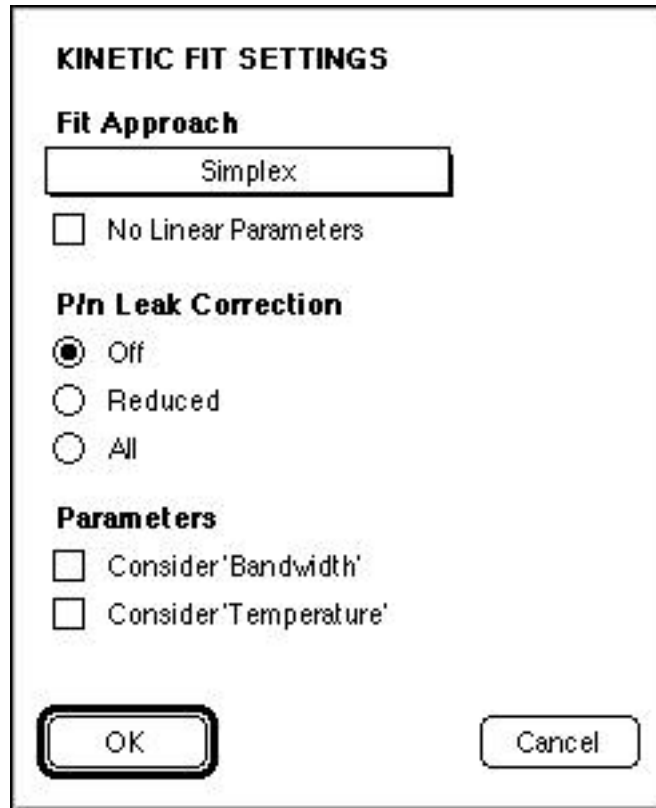 KINETIC FIT SETTINGS
Fit Approach
Simplex
No Linear Parameters
P/n Leak Correction
Off
Reduced
All
Parameters
Consider 'Bandwidth'
Consider 'Temperature'
OK Cancel